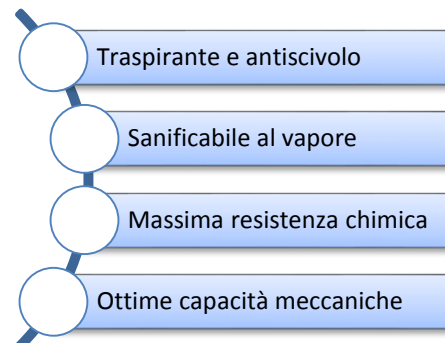 Traspirante e antiscivolo
Sanificabile al vapore
Massima resistenza chimica
Ottime capacità meccaniche